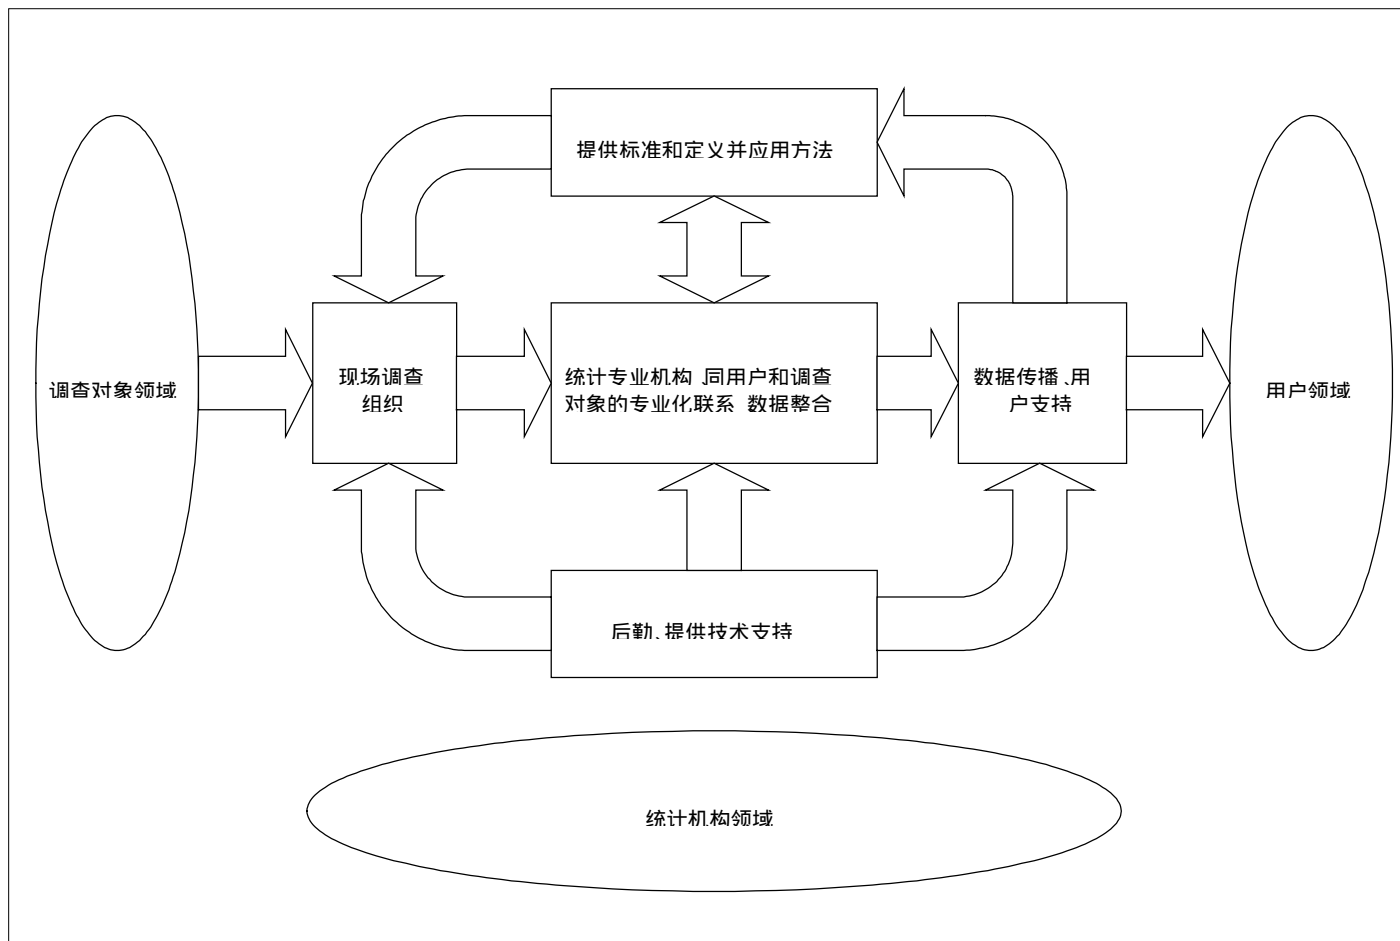 提供标准和定义并应用方法
调查对象领域
现场调查
组织
统计专业机构、同用户和调查
对象的专业化联系、数据整合
数据传播、用
户支持
用户领域
后勤、提供技术支持
统计机构领域